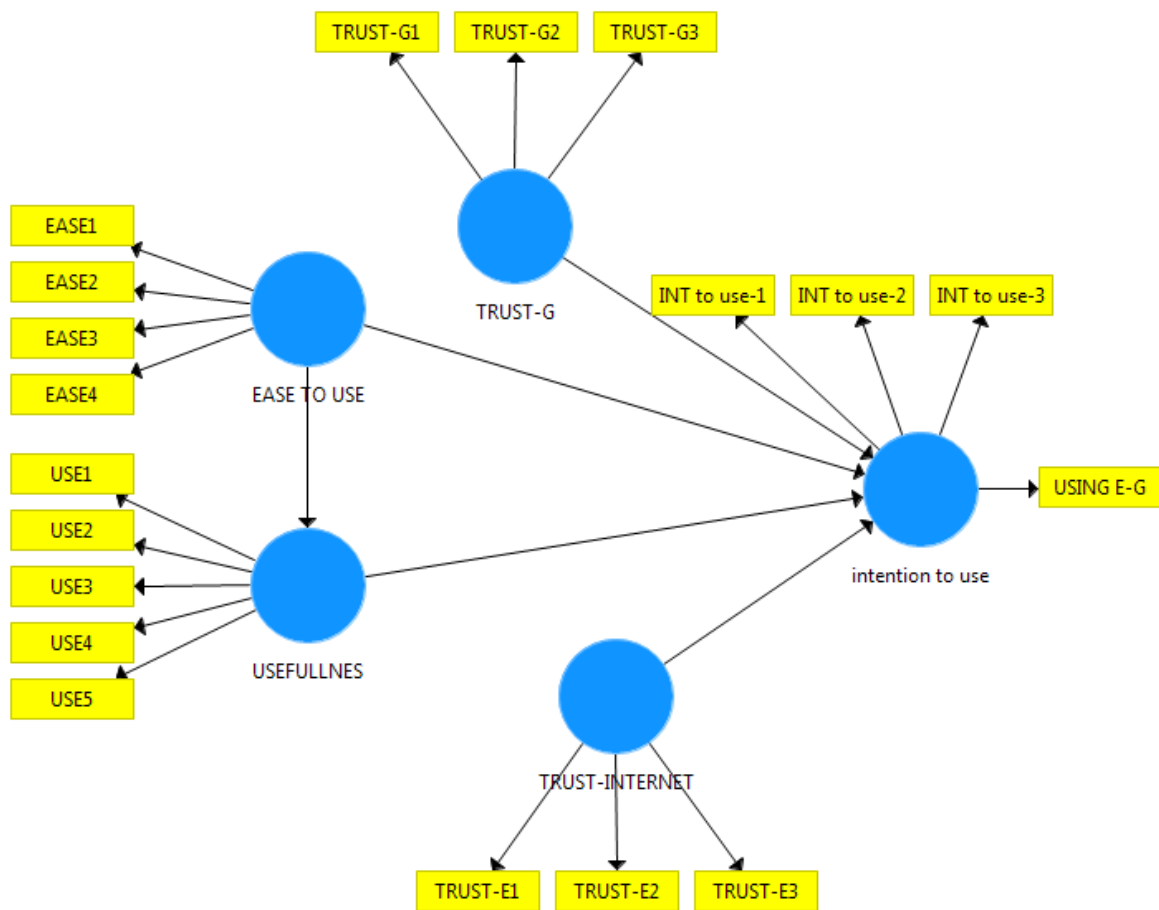 TRUST-G1
TRUST-G2
TRUST-G3
TRUST-G
EASE1
EASE2
EASE3
EASE4
EASE TO USE
INT to use-1
INT to use-2
INT to use-3
USING E-G
intention to use
USE1
USE2
USE3
USE4
USE5
USEFULLNES
TRUST-INTERNET
TRUST-E1
TRUST-E2
TRUST-E3